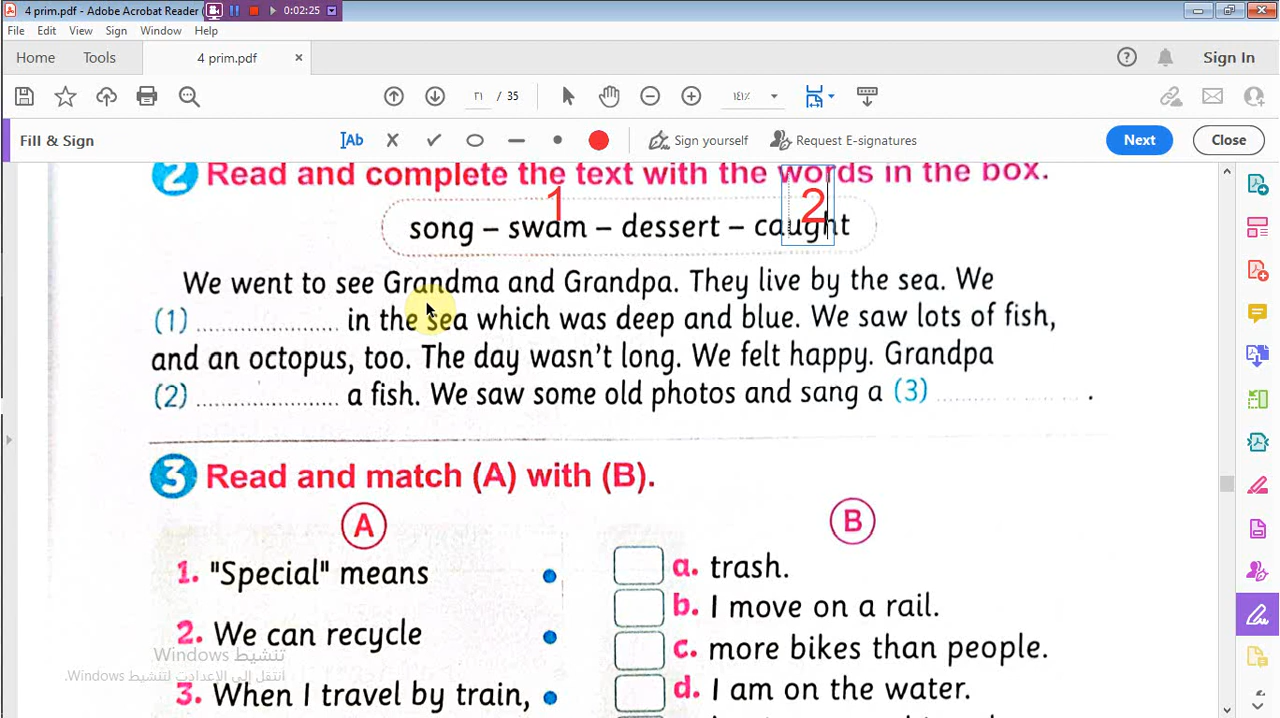 4 prim.pdf - Adobe Acrobat Reader (
0:02:25
File Edit View Sign Window Help
Home Tools 4 prim.pdf × Sign In
٢١ / 35 ١٤١٪
Fill & Sign
Ab Sign yourself Request E-signatures Next Close
2 Read and complete the text with the words in the box.
1 2
song – swam – dessert – caught
We went to see Grandma and Grandpa. They live by the sea. We
(1) .................... in the sea which was deep and blue. We saw lots of fish,
and an octopus, too. The day wasn't long. We felt happy. Grandpa
(2) .................... a fish. We saw some old photos and sang a (3) .................... .
3 Read and match (A) with (B).
A B
1. "Special" means a. trash.
b. I move on a rail.
2. We can recycle
c. more bikes than people.
تنشيط Windows
انتقل إلى الإعدادات لتنشيط Windows.
3. When I travel by train, d. I am on the water.